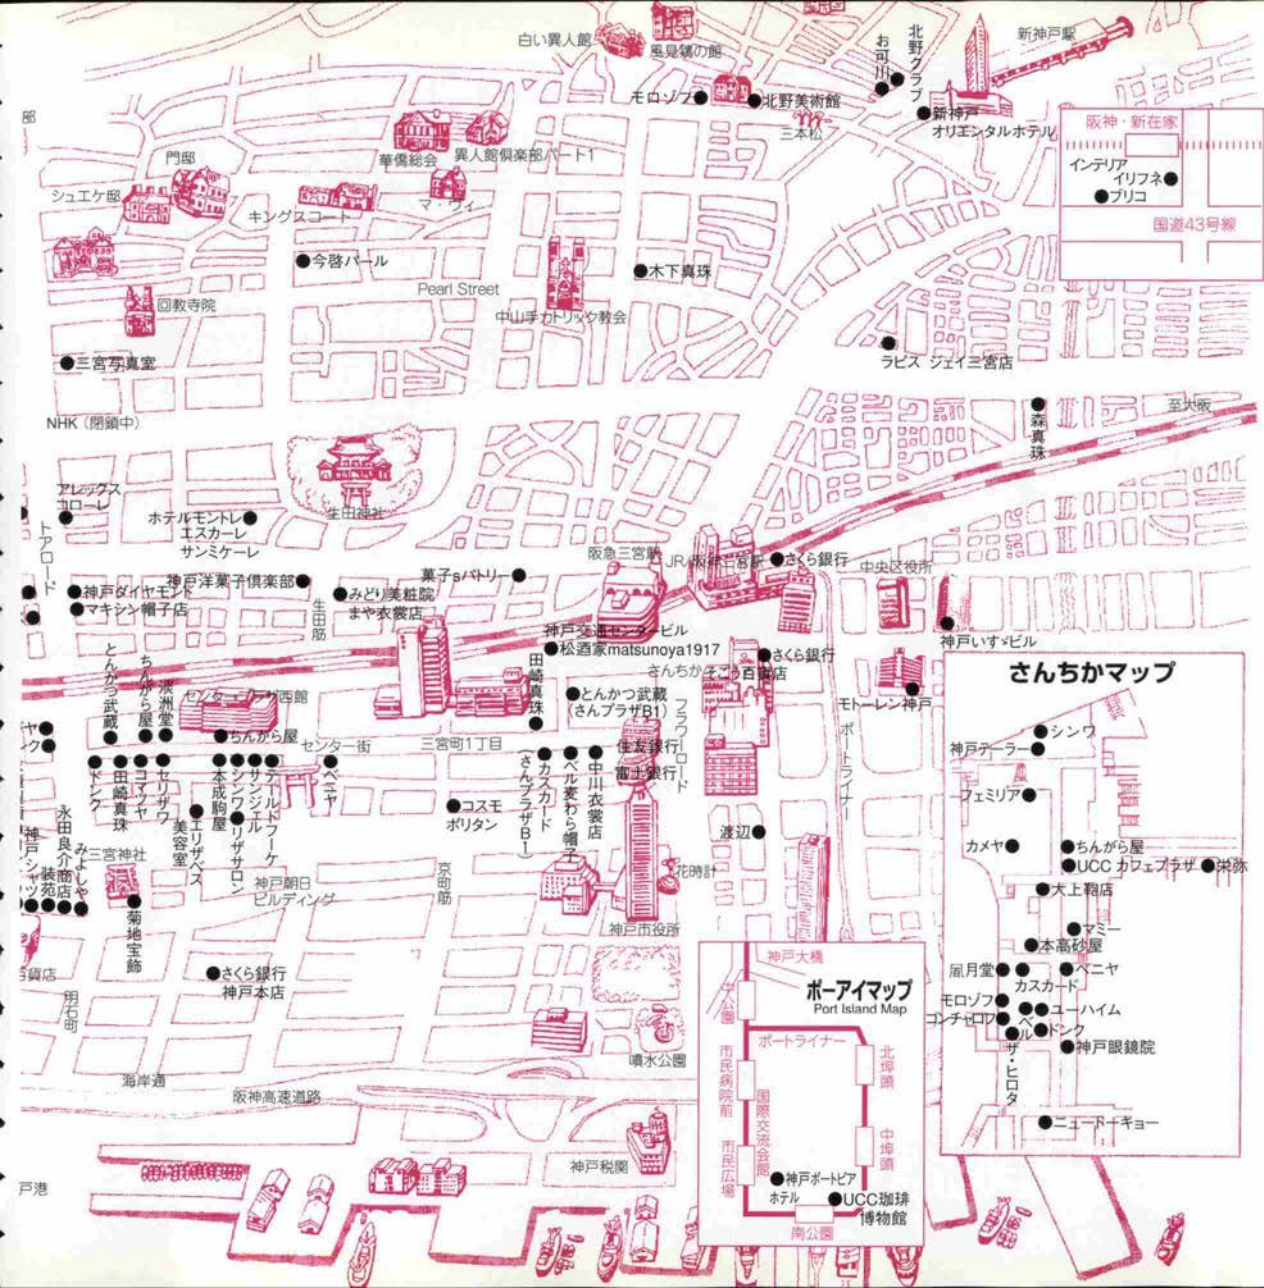 白い異人館
風見鶏の館
お可川
北野クラブ
新神戸駅
モロゾフ
北野美術館
三本松
新神戸
オリエンタルホテル
部
華僑総会
異人館倶楽部パート1
門邸
シュエケ邸
キングスコート
マ・ヴィ
阪神・新在家
インテリア
イリフネ
ブリコ
国道43号線
今啓パール
木下真珠
Pearl Street
回教寺院
中山手カトリック教会
三宮写真室
ラピス ジェイ三宮店
NHK（閉鎖中）
至大阪
森真珠
アレックス
コローレ
トアロード
ホテルモントレ
エスカーレ
サンミケーレ
生田神社
阪急三宮駅
さくら銀行
中央区役所
神戸ダイヤモンド
マキシン帽子店
神戸洋菓子倶楽部
生田筋
菓子sパトリー
みどり美粧院
まや衣裳店
神戸交通センタービル
松酒家matsunoya1917
神戸いすゞビル
さんちか
そごう百貨店
さくら銀行
モトーレン神戸
とんかつ武蔵
ちんがら屋
田崎真珠
とんかつ武蔵
（さんプラザB1）
フラワーロード
ポートライナー
ちんがら屋
センター街
三宮町1丁目
住友銀行
富士銀行
ヤ
ンク
ドンク
田崎真珠
コマツヤ
セリザワ
本成駒屋
シンワ
サンジェル
テールドフーケ
ベニヤ
カスカード
（さんプラザB1）
ベル麦わら帽子
中川衣裳店
コスモ
ポリタン
渡辺
美容室
エリザベス
リザサロン
神戸シャツ
装苑
永田良介商店
みよしや
三宮神社
菊地宝飾
神戸朝日
ビルディング
京町筋
花時計
神戸市役所
貨店
明石町
さくら銀行
神戸本店
海岸通
阪神高速道路
噴水公園
神戸税関
戸港
さんちかマップ
シンワ
神戸テーラー
フェミリア
カメヤ
ちんがら屋
UCC カフェプラザ
栄弥
大上鞄店
マミー
本高砂屋
風月堂
カスカード
ベニヤ
モロゾフ
ベル
ユーハイム
ゴンチャロフ
ドンク
ザ・ヒロタ
神戸眼鏡院
ニュートーキョー
神戸大橋
ポーアイマップ
Port Island Map
中公園
ポートライナー
市民病院前
国際交流会館
北埠頭
市民広場
中埠頭
神戸ポートピア
ホテル
UCC珈琲
博物館
南公園